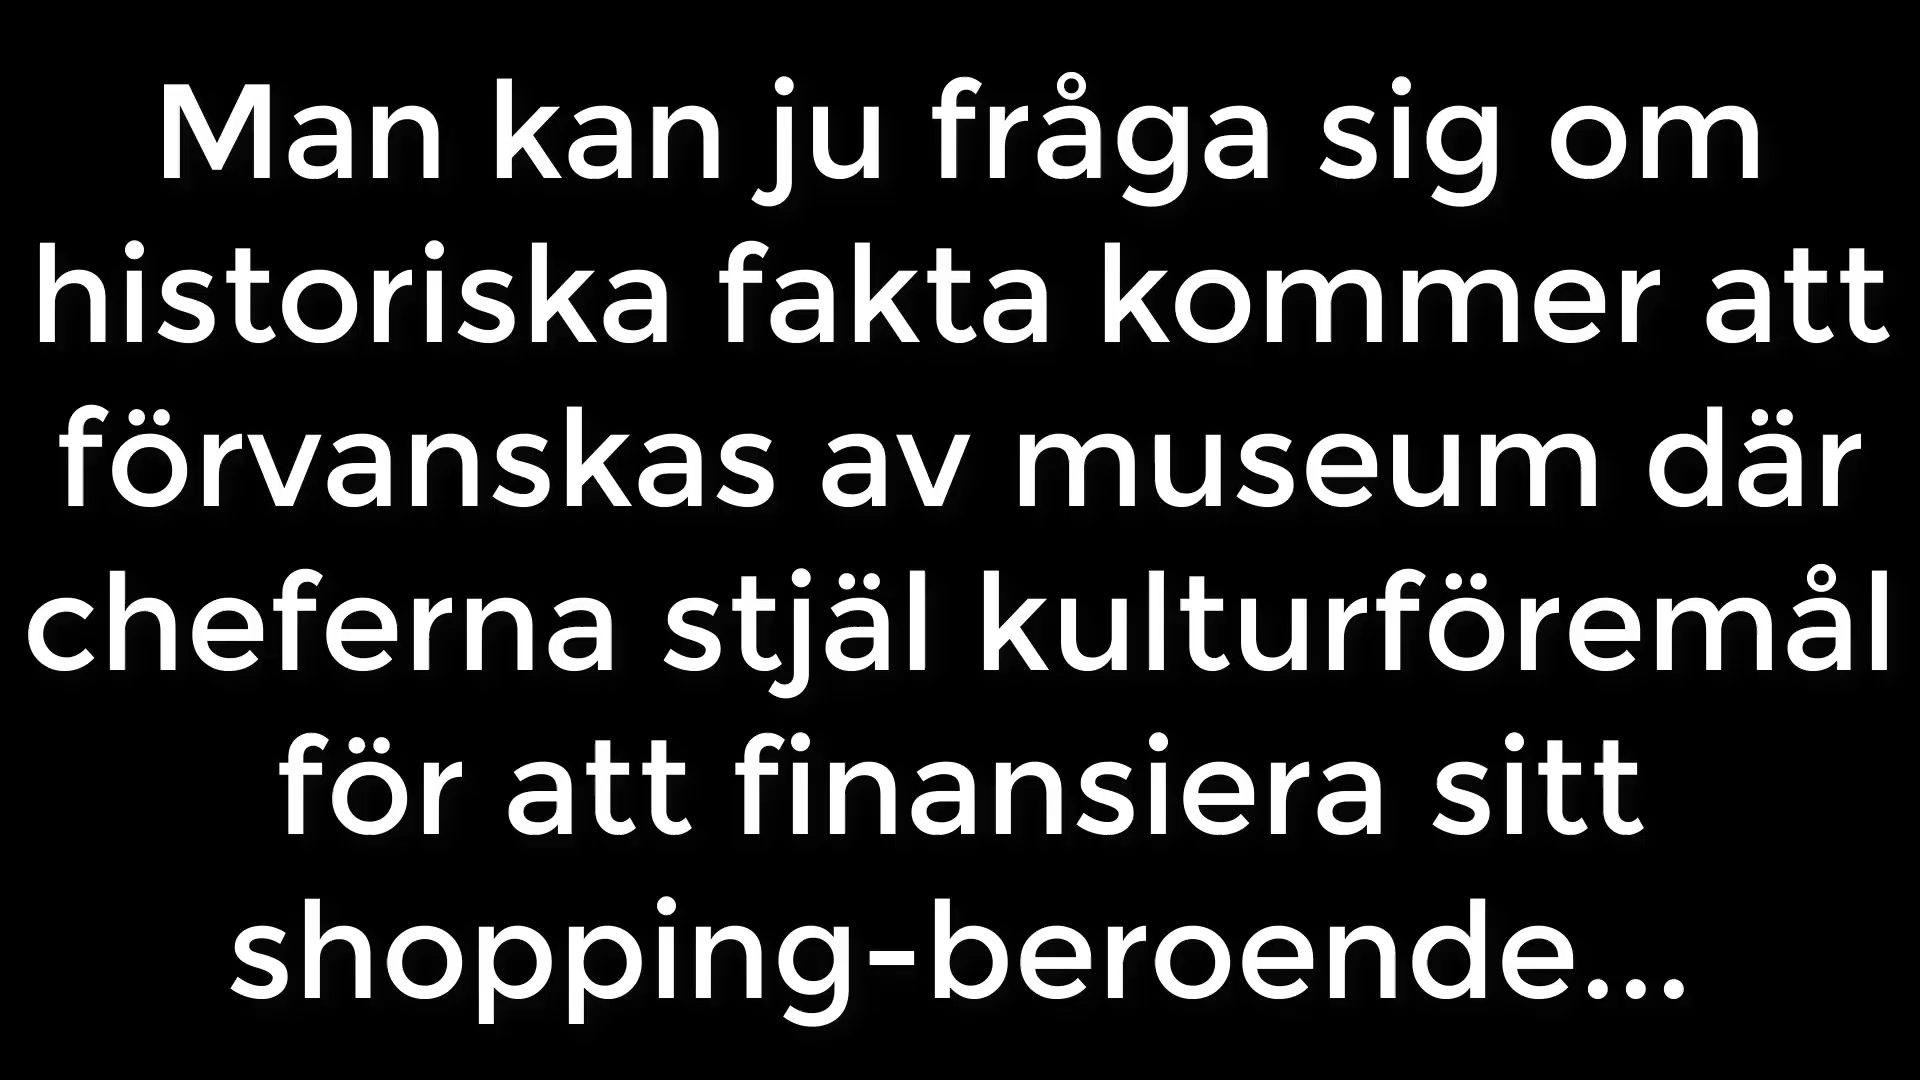 Man kan ju fråga sig om
historiska fakta kommer att
förvanskas av museum där
cheferna stjäl kulturföremål
för att finansiera sitt
shopping-beroende...